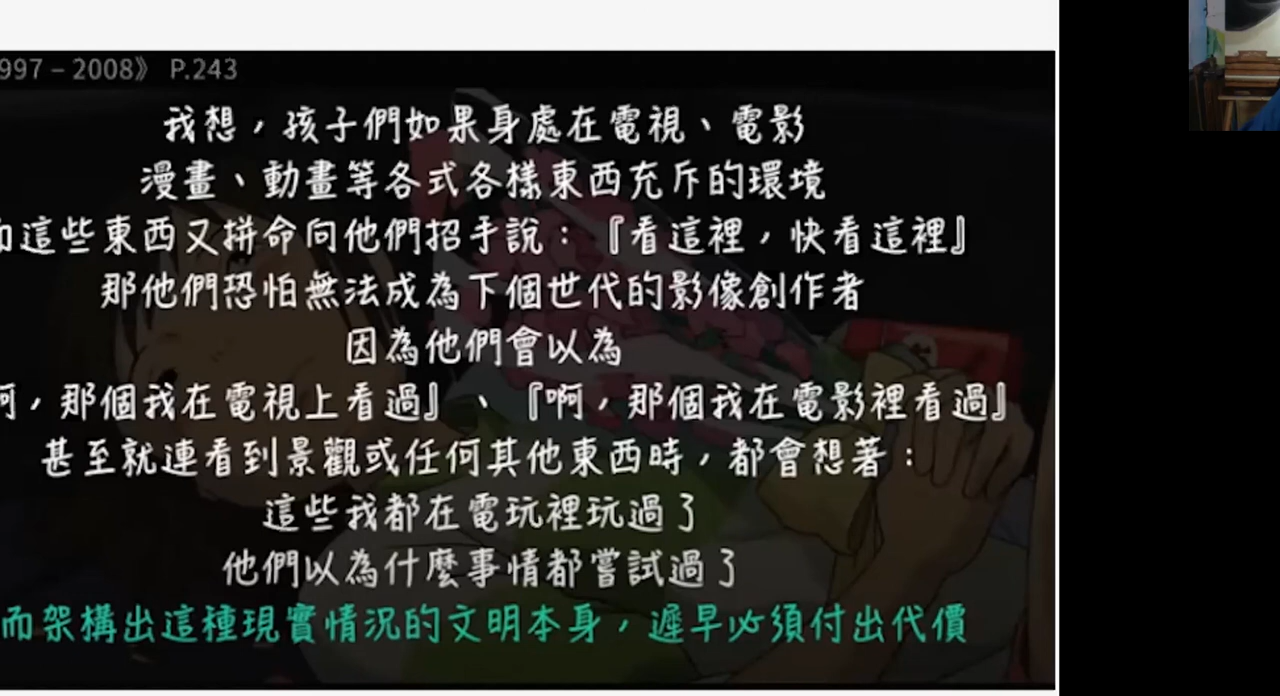 997－2008》 P.243
我想，孩子們如果身處在電視、電影
漫畫、動畫等各式各樣東西充斥的環境
這些東西又拼命向他們招手說：『看這裡，快看這裡』
那他們恐怕無法成為下個世代的影像創作者
因為他們會以為
，那個我在電視上看過』、『啊，那個我在電影裡看過』
甚至就連看到景觀或任何其他東西時，都會想著：
這些我都在電玩裡玩過了
他們以為什麼事情都嘗試過了
而架構出這種現實情況的文明本身，遲早必須付出代價